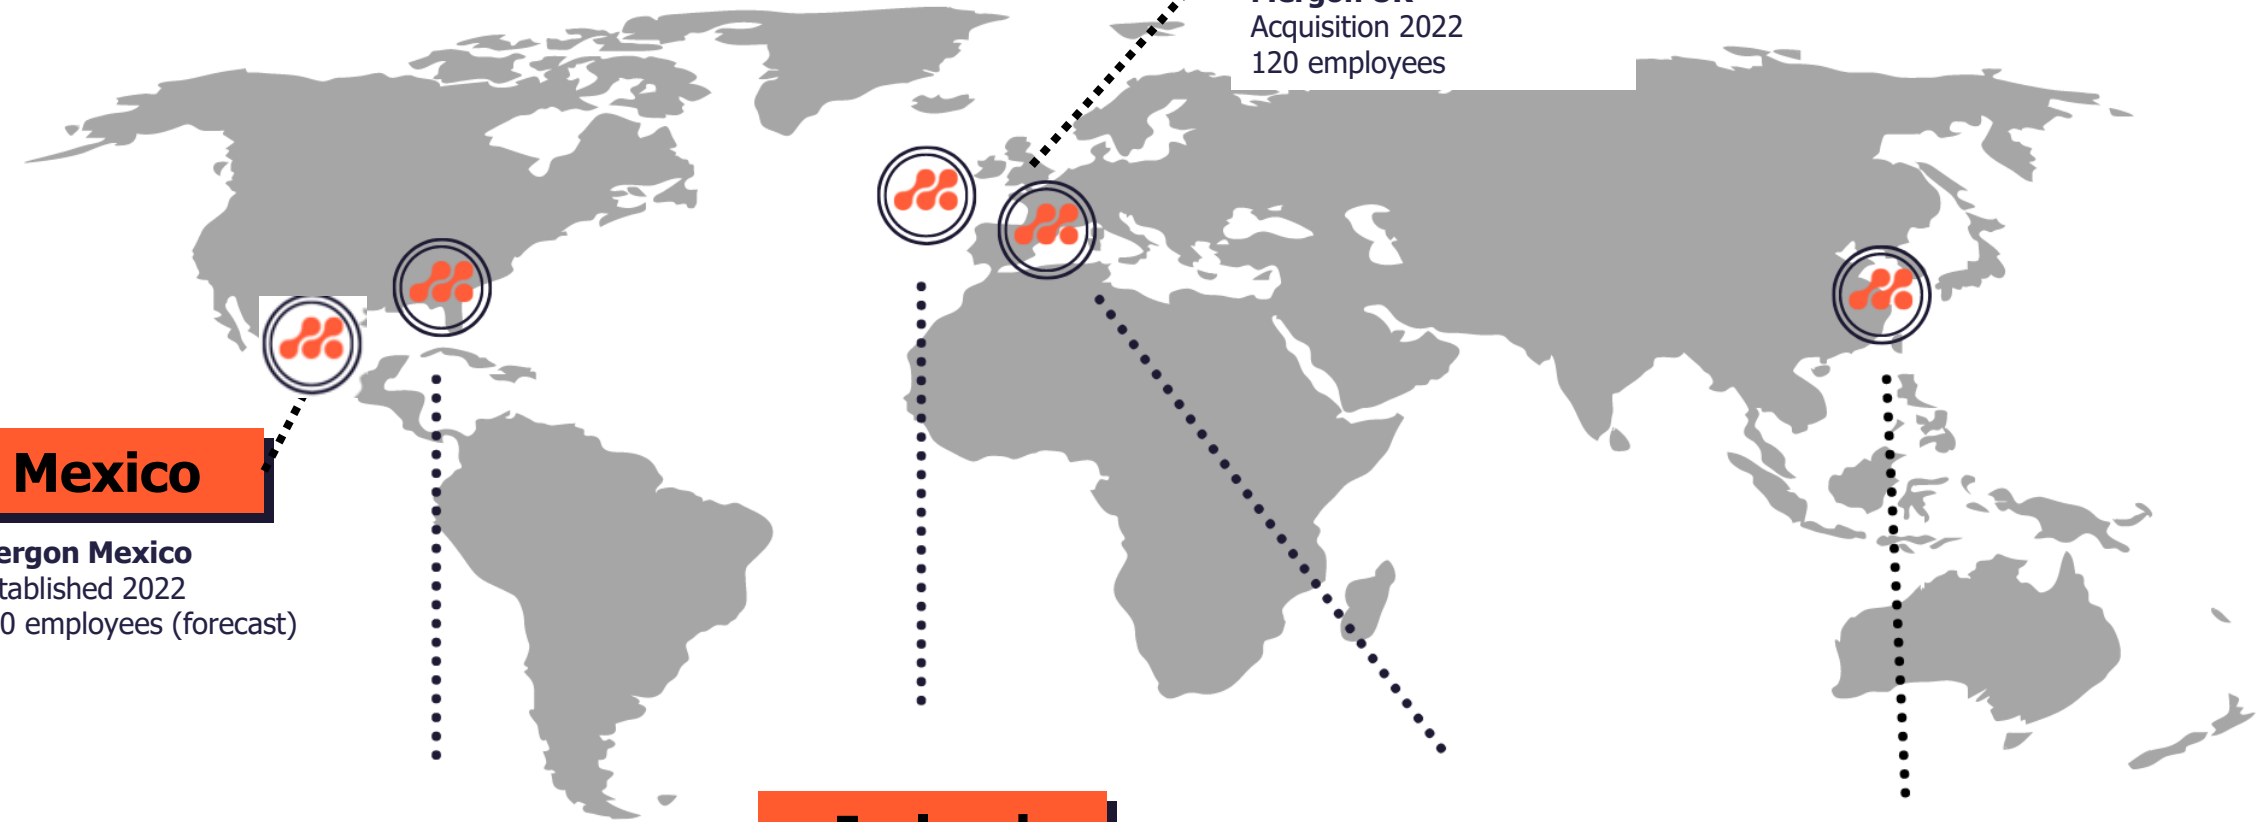 Acquisition 2022
120 employees
Mexico
ergon Mexico
tablished 2022
0 employees (forecast)